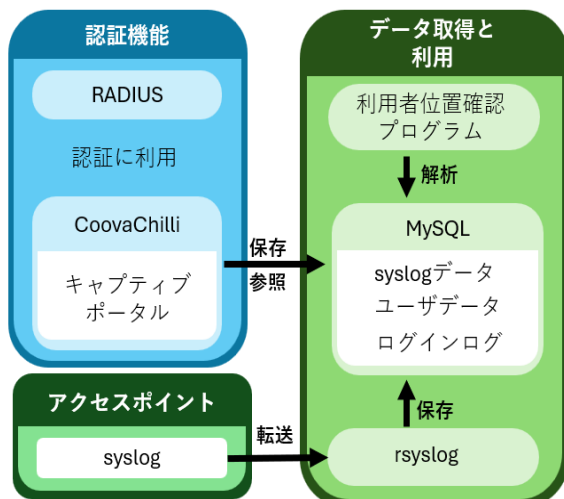 認証機能
RADIUS
認証に利用
CoovaChilli
キャプティブ
ポータル
保存
参照
データ取得と
利用
利用者位置確認
プログラム
解析
MySQL
syslogデータ
ユーザデータ
ログインログ
保存
rsyslog
アクセスポイント
syslog
転送